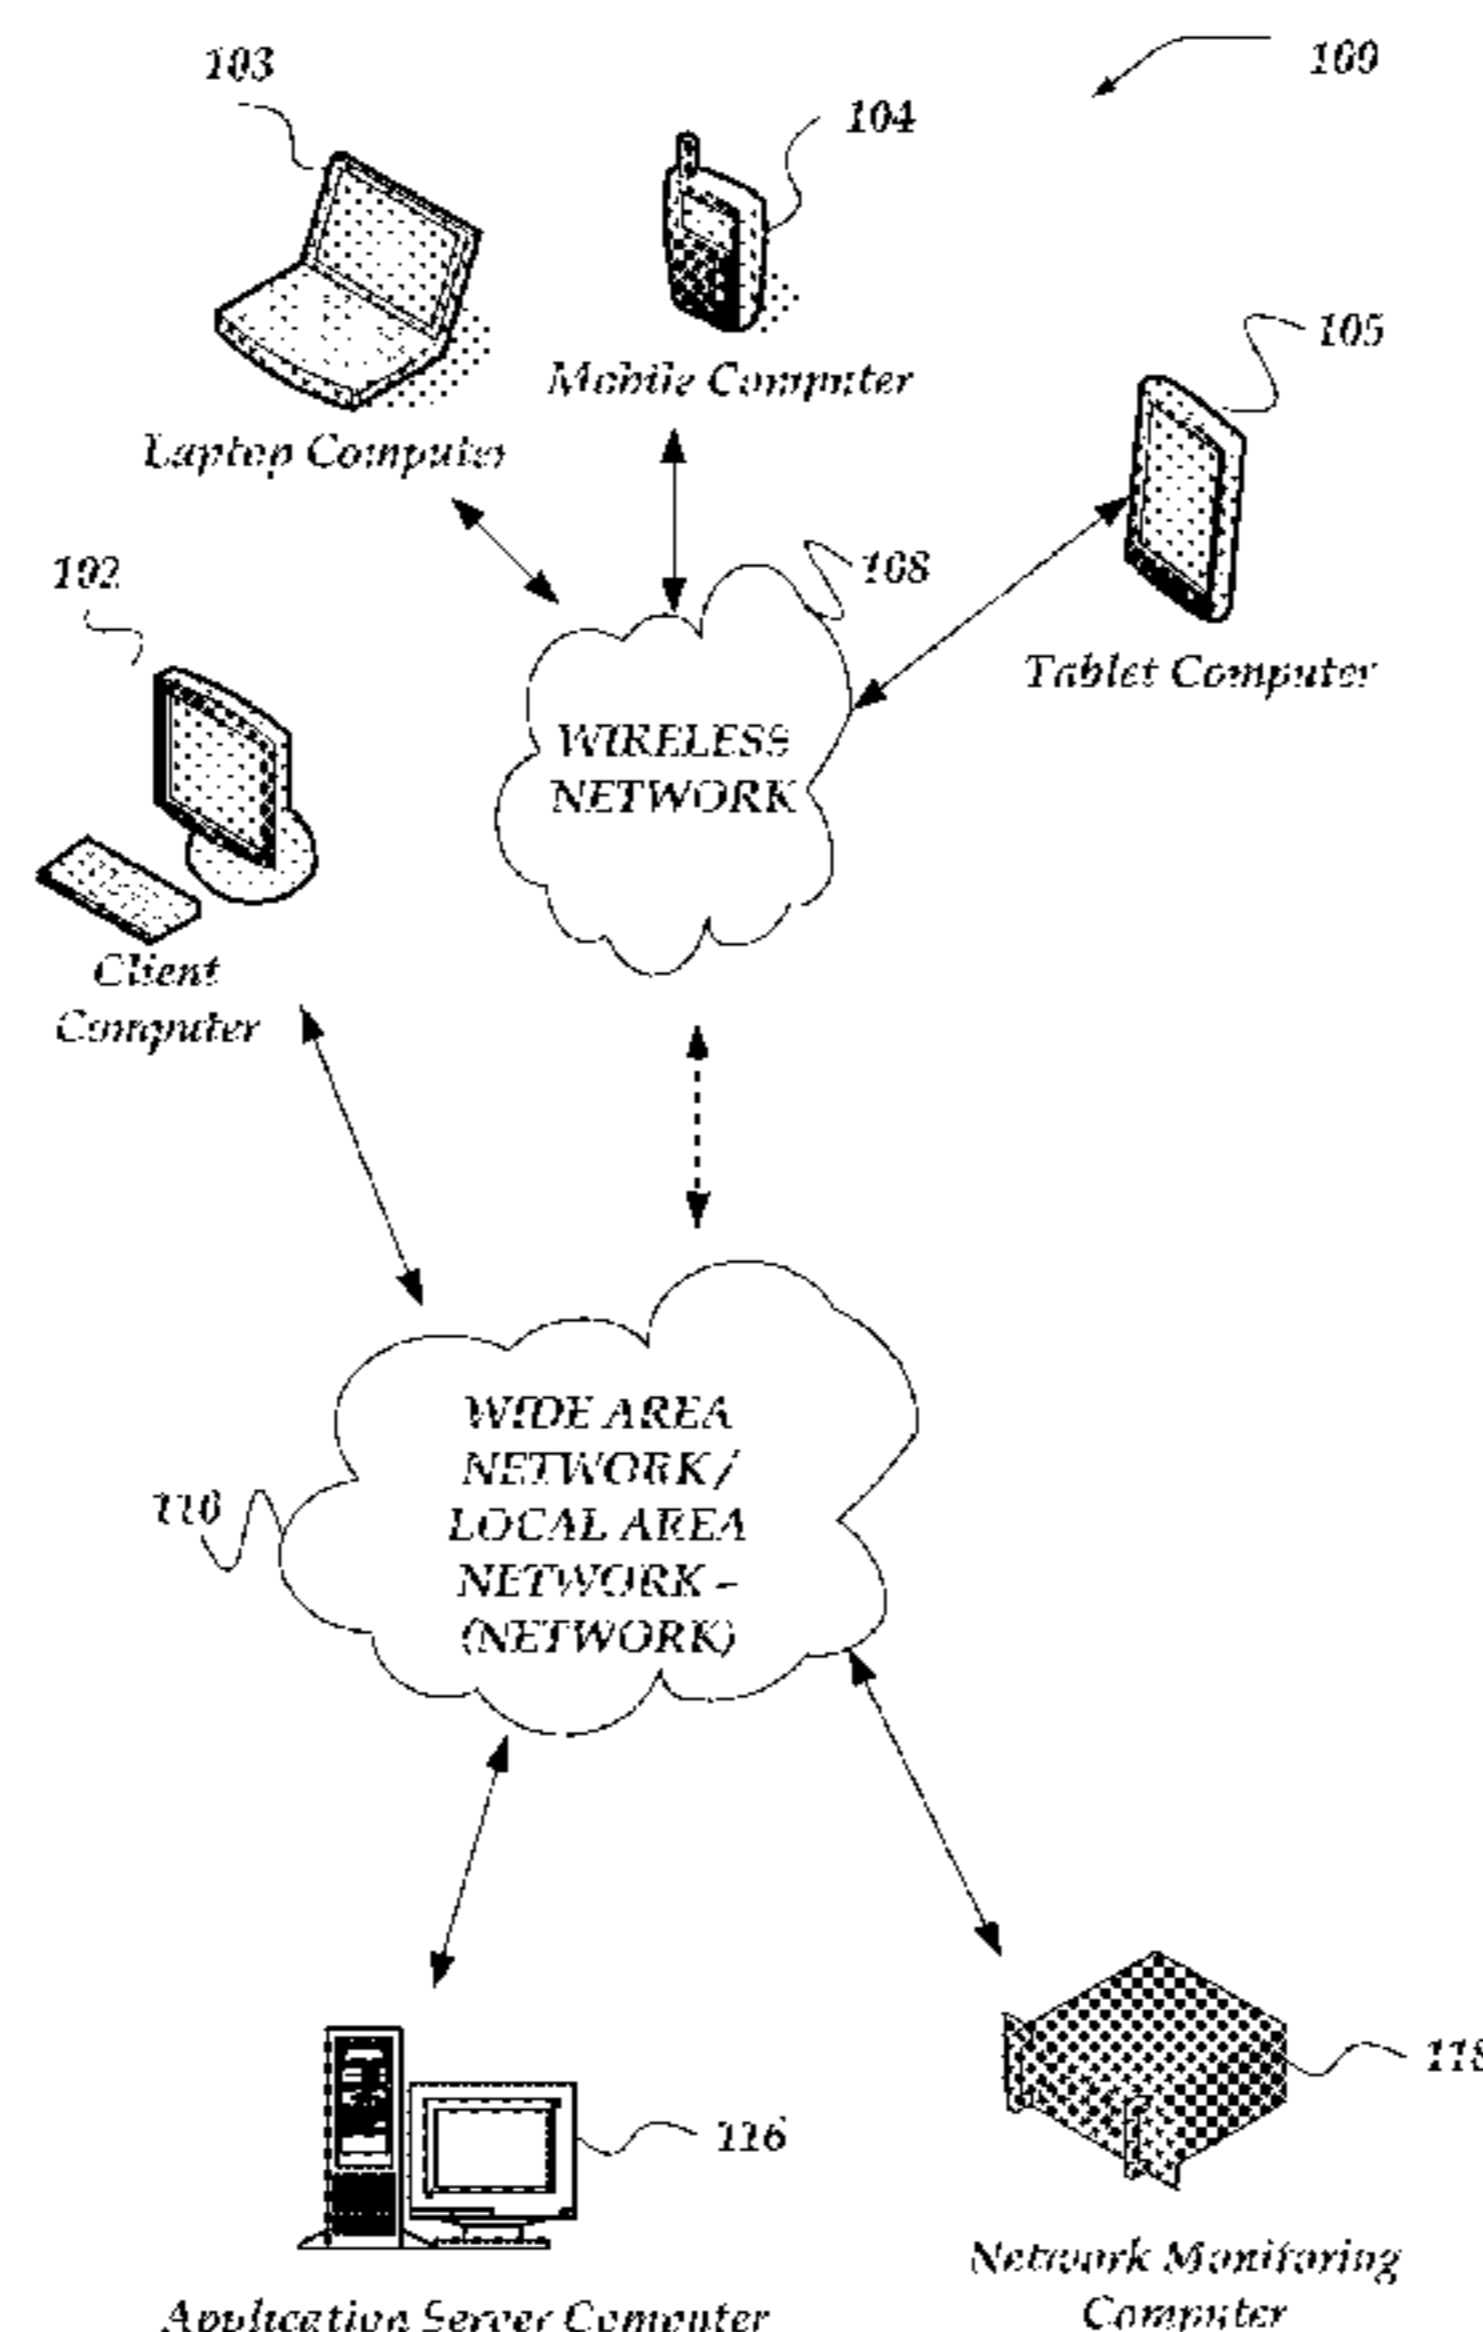 103
100
104
105
Mobile Computer
Laptop Computer
108
102
Tablet Computer
WIRELESS
NETWORK
Client
Computer
WIDE AREA
NETWORK /
LOCAL AREA
NETWORK –
(NETWORK)
110
116
118
Network Monitoring
Computer
Application Server Computer